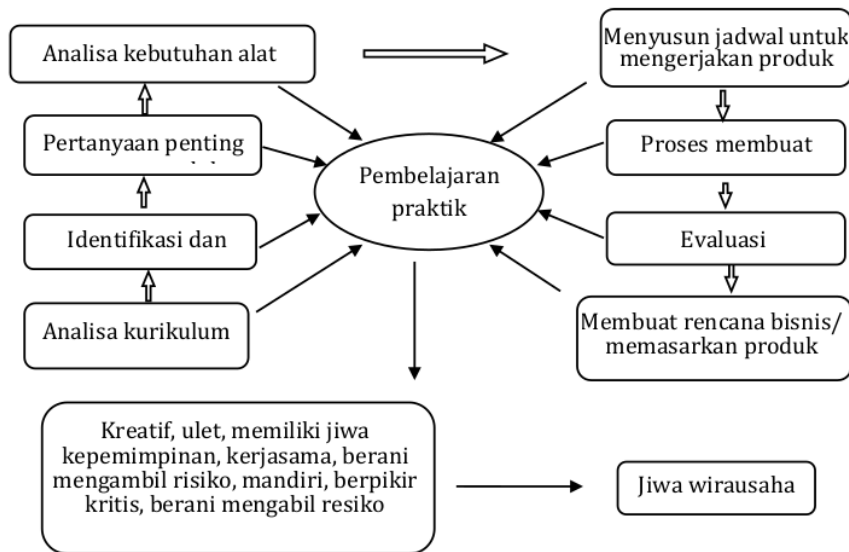 Analisa kebutuhan alat
Menyusun jadwal untuk
mengerjakan produk
Pertanyaan penting
Proses membuat
Pembelajaran
praktik
Identifikasi dan
Evaluasi
Analisa kurikulum
Membuat rencana bisnis/
memasarkan produk
Kreatif, ulet, memiliki jiwa
kepemimpinan, kerjasama, berani
mengambil risiko, mandiri, berpikir
kritis, berani mengabil resiko
Jiwa wirausaha